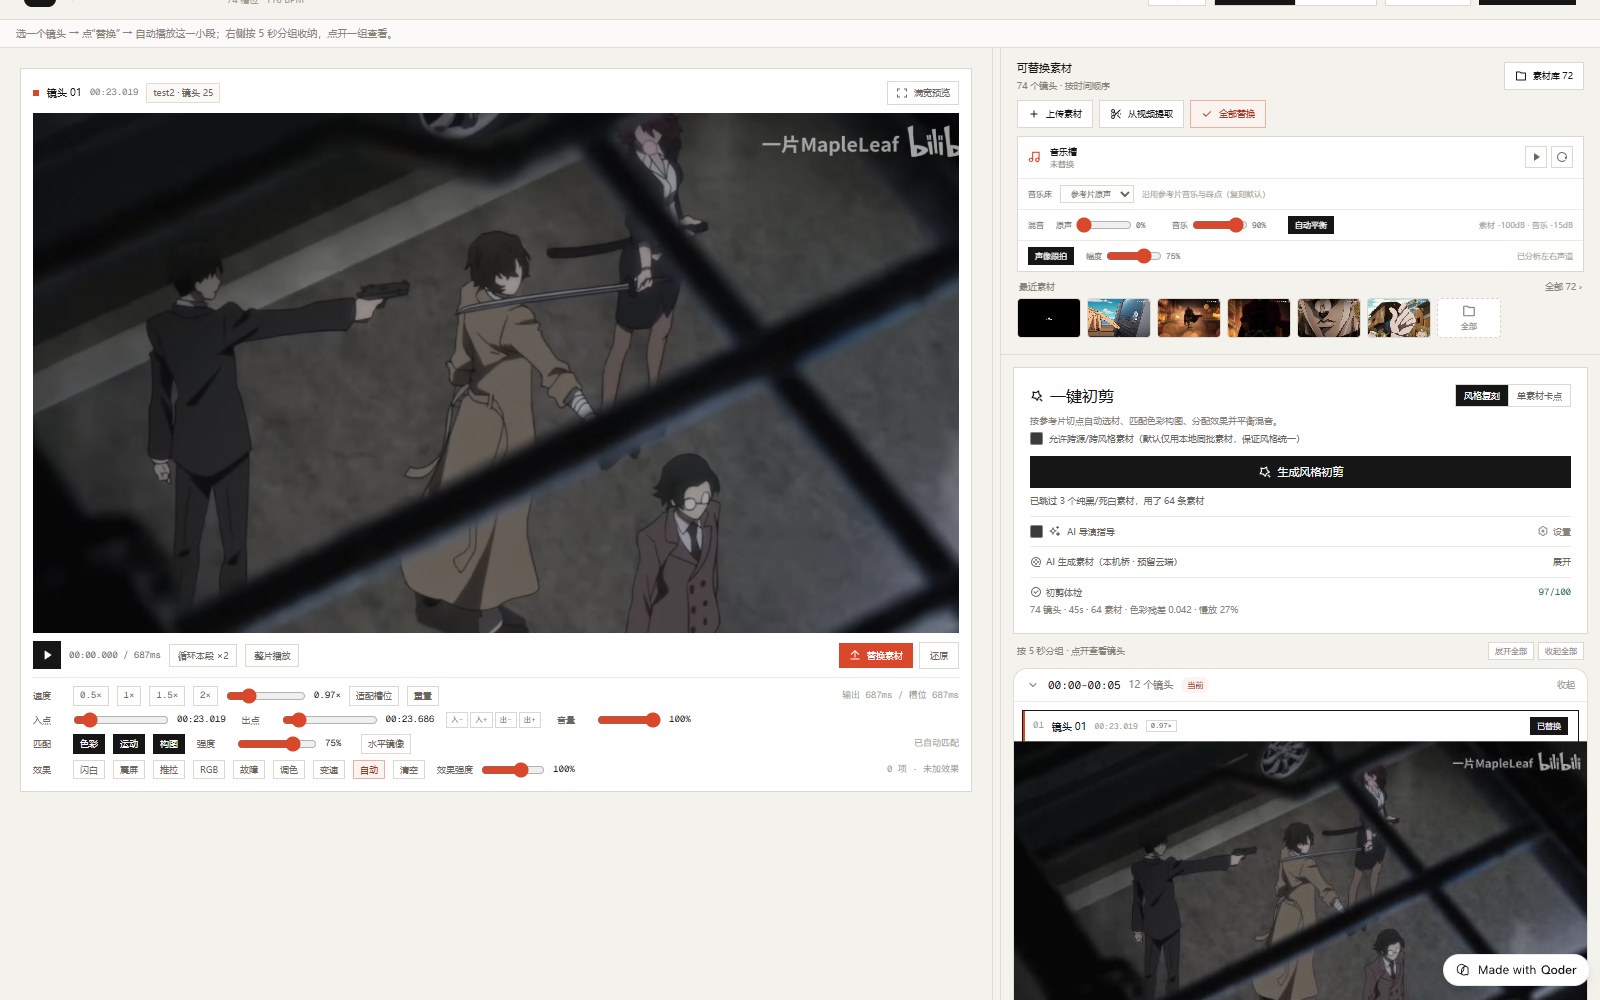 74 槽位 · 116 BPM
选一个镜头 → 点“替换” → 自动播放这一小段；右侧按 5 秒分组收纳，点开一组查看。
镜头 01 00:23.019 test2 · 镜头 25
满宽预览
一片MapleLeaf bilib
00:00.000 / 687ms 循环本段 ×2 整片播放
替换素材 还原
速度 0.5× 1× 1.5× 2× 0.97× 适配槽位 重置
输出 687ms / 槽位 687ms
入点 00:23.019 出点 00:23.686 入− 入+ 出− 出+ 音量 100%
匹配 色彩 运动 构图 强度 75% 水平镜像
已自动匹配
效果 闪白 震屏 推拉 RGB 故障 调色 变速 自动 清空 效果强度 100%
0 项 · 未加效果
可替换素材
74 个镜头 · 按时间顺序
素材库 72
上传素材 从视频提取 全部替换
音乐槽
未替换
音乐床 参考片原声 沿用参考片音乐与踩点（复刻默认）
混音 原声 0% 音乐 90% 自动平衡
素材 -100dB · 音乐 -15dB
声像跟拍 幅度 75%
已分析左右声道
最近素材
全部 72 ›
全部
一键初剪
风格复刻 单素材卡点
按参考片切点自动选材、匹配色彩构图、分配效果并平衡混音。
允许跨源/跨风格素材（默认仅用本地同批素材，保证风格统一）
生成风格初剪
已跳过 3 个纯黑/死白素材，用了 64 条素材
AI 导演指导
设置
AI 生成素材（本机桥 · 预留云端）
展开
初剪体检
97/100
74 镜头 · 45s · 64 素材 · 色彩残差 0.042 · 慢放 27%
按 5 秒分组 · 点开查看镜头
展开全部 收起全部
00:00-00:05 12 个镜头 当前
收起
01 镜头 01 00:23.019 0.97×
已替换
一片MapleLeaf bilibili
Made with Qoder